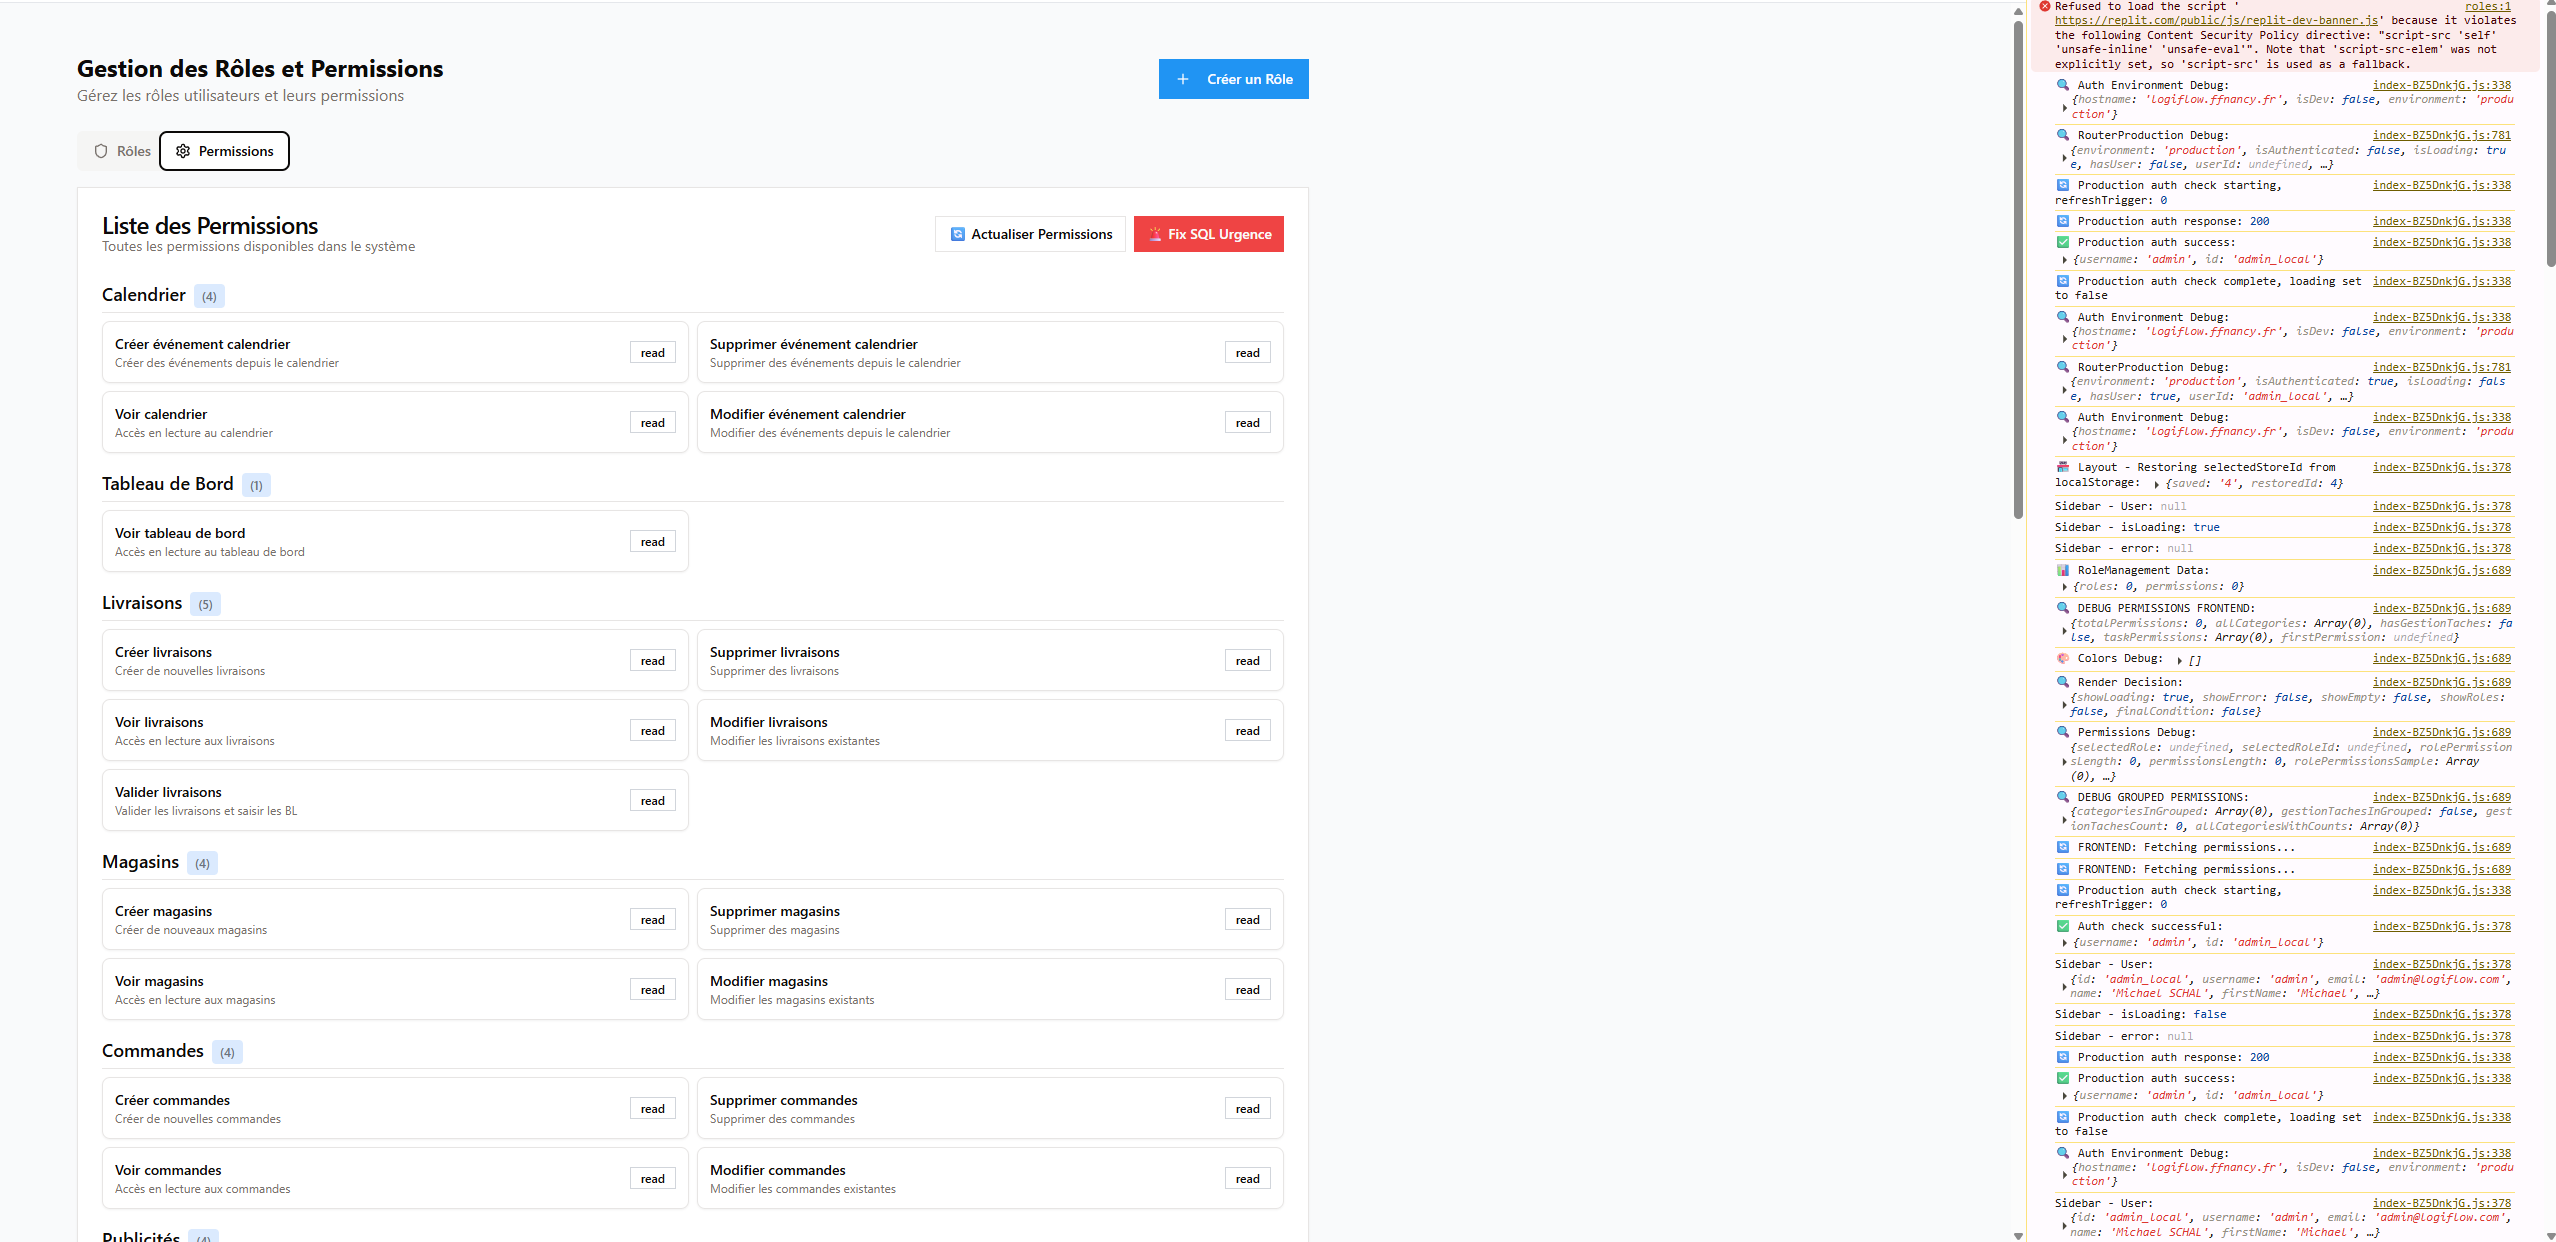 Gestion des Rôles et Permissions
Gérez les rôles utilisateurs et leurs permissions
Créer un Rôle
Rôles
Permissions
Liste des Permissions
Toutes les permissions disponibles dans le système
Actualiser Permissions
Fix SQL Urgence
Calendrier (4)
Créer événement calendrier
Créer des événements depuis le calendrier
read
Supprimer événement calendrier
Supprimer des événements depuis le calendrier
read
Voir calendrier
Accès en lecture au calendrier
read
Modifier événement calendrier
Modifier des événements depuis le calendrier
read
Tableau de Bord (1)
Voir tableau de bord
Accès en lecture au tableau de bord
read
Livraisons (5)
Créer livraisons
Créer de nouvelles livraisons
read
Supprimer livraisons
Supprimer des livraisons
read
Voir livraisons
Accès en lecture aux livraisons
read
Modifier livraisons
Modifier les livraisons existantes
read
Valider livraisons
Valider les livraisons et saisir les BL
read
Magasins (4)
Créer magasins
Créer de nouveaux magasins
read
Supprimer magasins
Supprimer des magasins
read
Voir magasins
Accès en lecture aux magasins
read
Modifier magasins
Modifier les magasins existants
read
Commandes (4)
Créer commandes
Créer de nouvelles commandes
read
Supprimer commandes
Supprimer des commandes
read
Voir commandes
Accès en lecture aux commandes
read
Modifier commandes
Modifier les commandes existantes
read
Publicités (4)
Refused to load the script ' roles:1
https://replit.com/public/js/replit-dev-banner.js' because it violates
the following Content Security Policy directive: "script-src 'self'
'unsafe-inline' 'unsafe-eval'". Note that 'script-src-elem' was not
explicitly set, so 'script-src' is used as a fallback.
Auth Environment Debug: index-BZ5DnkjG.js:338
{hostname: 'logiflow.ffnancy.fr', isDev: false, environment: 'produ
ction'}
RouterProduction Debug: index-BZ5DnkjG.js:781
{environment: 'production', isAuthenticated: false, isLoading: tru
e, hasUser: false, userId: undefined, …}
Production auth check starting, index-BZ5DnkjG.js:338
refreshTrigger: 0
Production auth response: 200 index-BZ5DnkjG.js:338
Production auth success: index-BZ5DnkjG.js:338
{username: 'admin', id: 'admin_local'}
Production auth check complete, loading set index-BZ5DnkjG.js:338
to false
Auth Environment Debug: index-BZ5DnkjG.js:338
{hostname: 'logiflow.ffnancy.fr', isDev: false, environment: 'produ
ction'}
RouterProduction Debug: index-BZ5DnkjG.js:781
{environment: 'production', isAuthenticated: true, isLoading: fals
e, hasUser: true, userId: 'admin_local', …}
Auth Environment Debug: index-BZ5DnkjG.js:338
{hostname: 'logiflow.ffnancy.fr', isDev: false, environment: 'produ
ction'}
Layout - Restoring selectedStoreId from index-BZ5DnkjG.js:378
localStorage: {saved: '4', restoredId: 4}
Sidebar - User: null index-BZ5DnkjG.js:378
Sidebar - isLoading: true index-BZ5DnkjG.js:378
Sidebar - error: null index-BZ5DnkjG.js:378
RoleManagement Data: index-BZ5DnkjG.js:689
{roles: 0, permissions: 0}
DEBUG PERMISSIONS FRONTEND: index-BZ5DnkjG.js:689
{totalPermissions: 0, allCategories: Array(0), hasGestionTaches: fa
lse, taskPermissions: Array(0), firstPermission: undefined}
Colors Debug: [] index-BZ5DnkjG.js:689
Render Decision: index-BZ5DnkjG.js:689
{showLoading: true, showError: false, showEmpty: false, showRoles:
false, finalCondition: false}
Permissions Debug: index-BZ5DnkjG.js:689
{selectedRole: undefined, selectedRoleId: undefined, rolePermission
sLength: 0, permissionsLength: 0, rolePermissionsSample: Array
(0), …}
DEBUG GROUPED PERMISSIONS: index-BZ5DnkjG.js:689
{categoriesInGrouped: Array(0), gestionTachesInGrouped: false, gest
ionTachesCount: 0, allCategoriesWithCounts: Array(0)}
FRONTEND: Fetching permissions... index-BZ5DnkjG.js:689
FRONTEND: Fetching permissions... index-BZ5DnkjG.js:689
Production auth check starting, index-BZ5DnkjG.js:338
refreshTrigger: 0
Auth check successful: index-BZ5DnkjG.js:378
{username: 'admin', id: 'admin_local'}
Sidebar - User: index-BZ5DnkjG.js:378
{id: 'admin_local', username: 'admin', email: 'admin@logiflow.com',
name: 'Michael SCHAL', firstName: 'Michael', …}
Sidebar - isLoading: false index-BZ5DnkjG.js:378
Sidebar - error: null index-BZ5DnkjG.js:378
Production auth response: 200 index-BZ5DnkjG.js:338
Production auth success: index-BZ5DnkjG.js:338
{username: 'admin', id: 'admin_local'}
Production auth check complete, loading set index-BZ5DnkjG.js:338
to false
Auth Environment Debug: index-BZ5DnkjG.js:338
{hostname: 'logiflow.ffnancy.fr', isDev: false, environment: 'produ
ction'}
Sidebar - User: index-BZ5DnkjG.js:378
{id: 'admin_local', username: 'admin', email: 'admin@logiflow.com',
name: 'Michael SCHAL', firstName: 'Michael', …}